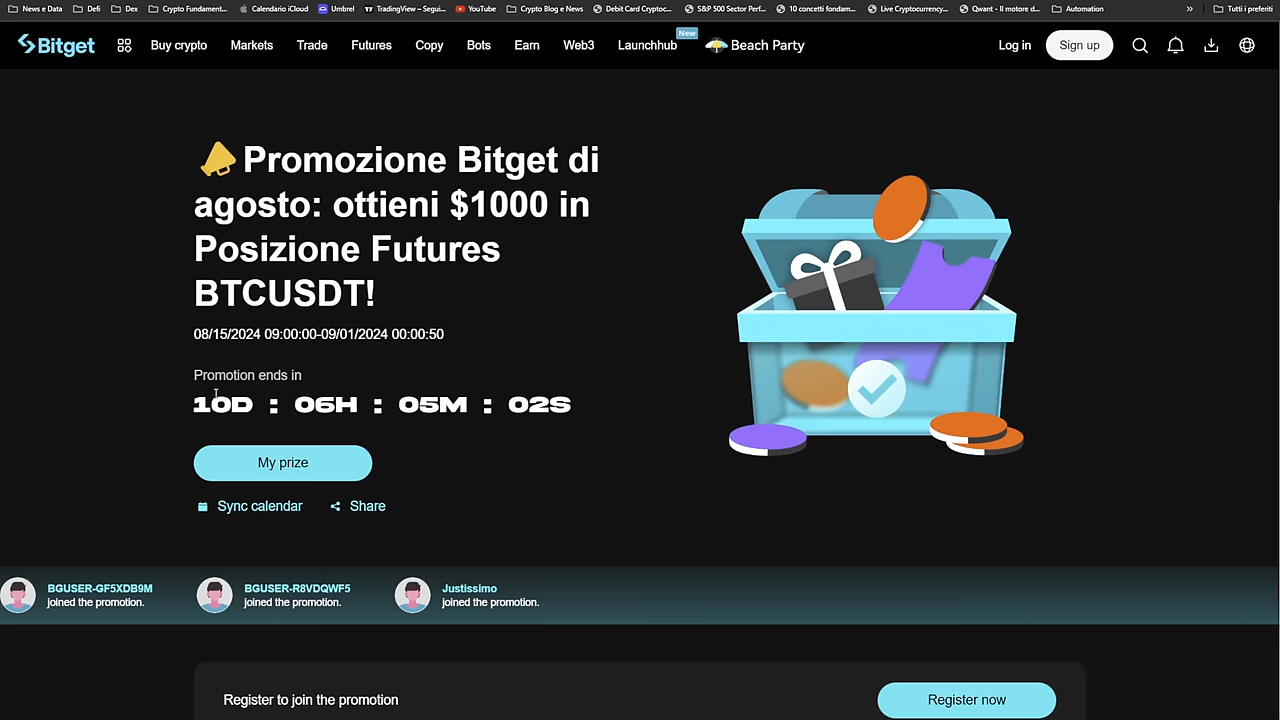 News e Data Defi Dex Crypto Fundament... Calendario iCloud Umbrel TradingView – Segui... YouTube Crypto Blog e News Debit Card Cryptoc... S&P 500 Sector Perf... 10 concetti fondam... Live Cryptocurrency... Qwant - Il motore d... Automation » Tutti i preferiti
Bitget Buy crypto Markets Trade Futures Copy Bots Earn Web3 Launchhub New Beach Party Log in Sign up
Promozione Bitget di
agosto: ottieni $1000 in
Posizione Futures
BTCUSDT!
08/15/2024 09:00:00-09/01/2024 00:00:50
Promotion ends in
10D : 06H : 05M : 02S
My prize
Sync calendar Share
BGUSER-GF5XDB9M BGUSER-R8VDQWF5 Justissimo
joined the promotion. joined the promotion. joined the promotion.
Register to join the promotion Register now